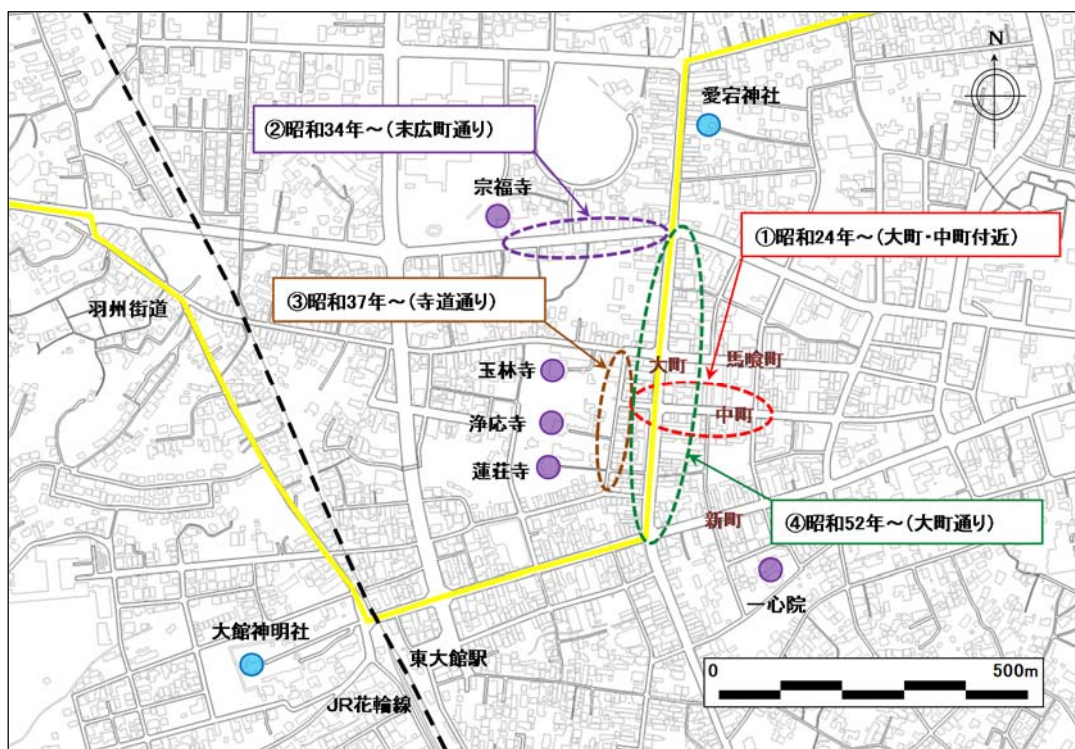 N
愛宕神社
②昭和34年～（末広町通り）
宗福寺
①昭和24年～（大町・中町付近）
羽州街道
③昭和37年～（寺道通り）
大町
馬喰町
玉林寺
中町
浄応寺
蓮荘寺
新町
④昭和52年～（大町通り）
一心院
大館神明社
東大館駅
JR花輪線
0
500m